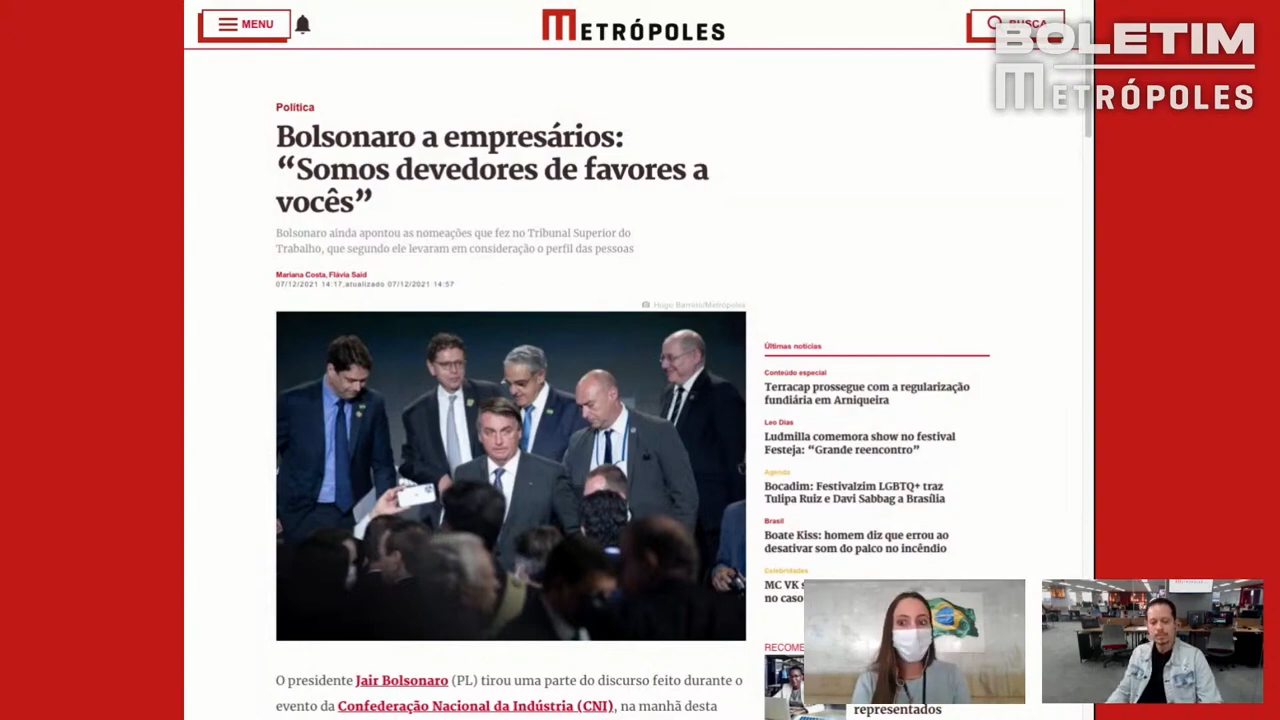 MENU
METRÓPOLES
BUSCA
BOLETIM
METRÓPOLES
Política
Bolsonaro a empresários:
“Somos devedores de favores a
vocês”
Bolsonaro ainda apontou as nomeações que fez no Tribunal Superior do
Trabalho, que segundo ele levaram em consideração o perfil das pessoas
Mariana Costa, Flávia Said
07/12/2021 14:17,atualizado 07/12/2021 14:57
Hugo Barreto/Metrópoles
Últimas notícias
Conteúdo especial
Terracap prossegue com a regularização
fundiária em Arniqueira
Leo Dias
Ludmilla comemora show no festival
Festeja: “Grande reencontro”
Agenda
Bocadim: Festivalzim LGBTQ+ traz
Tulipa Ruiz e Davi Sabbag a Brasília
Brasil
Boate Kiss: homem diz que errou ao
desativar som do palco no incêndio
Celebridades
MC VK s
no caso
RECOME
representados
O presidente Jair Bolsonaro (PL) tirou uma parte do discurso feito durante o
evento da Confederação Nacional da Indústria (CNI), na manhã desta